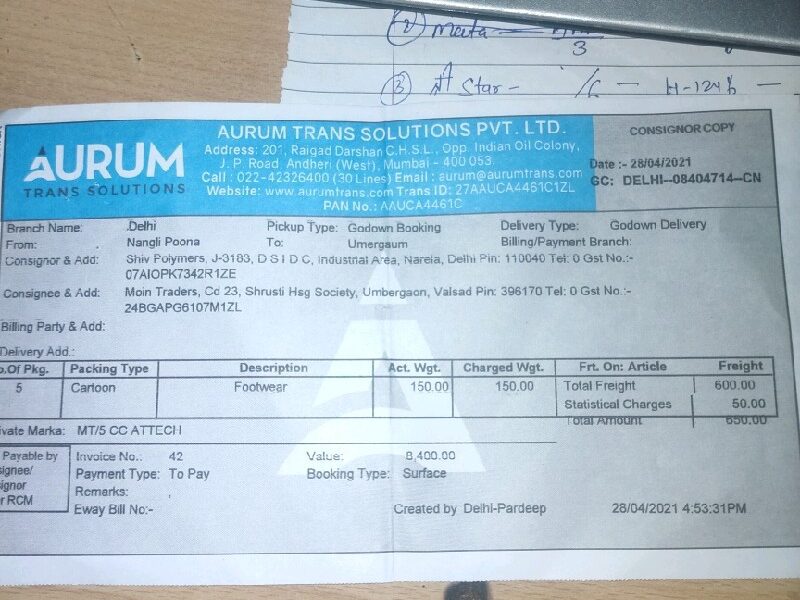 2 mata
3
3 Star - H-124
AURUM
TRANS SOLUTIONS
AURUM TRANS SOLUTIONS PVT. LTD.
Address: 201, Raigad Darshan C.H.S.L., Opp. Indian Oil Colony,
J. P. Road, Andheri (West), Mumbai - 400 053.
Call : 022-42326400 (30 Lines) Email : aurum@aurumtrans.com
Website: www.aurumtrans.com Trans ID: 27AAUCA4461C1ZL
PAN No.: AAUCA4461C
CONSIGNOR COPY
Date :- 28/04/2021
GC: DELHI--08404714--CN
Branch Name: .Delhi Pickup Type: Godown Booking Delivery Type: Godown Delivery
From: Nangli Poona To: Umergaum Billing/Payment Branch:
Consignor & Add: Shiv Polymers, J-3183, D S I D C, Industrial Area, Narela, Delhi Pin: 110040 Tel: 0 Gst No.:-
07AIOPK7342R1ZE
Consignee & Add: Moin Traders, Cd 23, Shrusti Hsg Society, Umbergaon, Valsad Pin: 396170 Tel: 0 Gst No.:-
24BGAPG6107M1ZL
Billing Party & Add:
Delivery Add.:
o.Of Pkg. Packing Type Description Act. Wgt. Charged Wgt. Frt. On: Article Freight
5 Cartoon Footwear 150.00 150.00 Total Freight 600.00
Statistical Charges 50.00
Total Amount 650.00
ivate Marka: MT/5 CC ATTECH
Payable by
signee/
signor
r RCM
Invoice No.: 42 Value: 8,400.00
Payment Type: To Pay Booking Type: Surface
Remarks: .
Eway Bill No:- Created by Delhi-Pardeep 28/04/2021 4:53:31PM